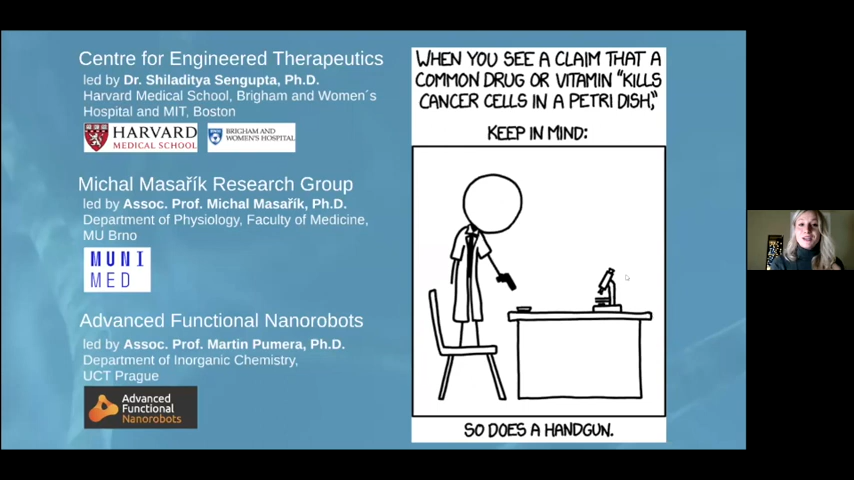 Centre for Engineered Therapeutics
led by Dr. Shiladitya Sengupta, Ph.D.
Harvard Medical School, Brigham and Women´s
Hospital and MIT, Boston
HARVARD
MEDICAL SCHOOL
BRIGHAM AND
WOMEN'S HOSPITAL
Michal Masařík Research Group
led by Assoc. Prof. Michal Masařík, Ph.D.
Department of Physiology, Faculty of Medicine,
MU Brno
MUNI
MED
Advanced Functional Nanorobots
led by Assoc. Prof. Martin Pumera, Ph.D.
Department of Inorganic Chemistry,
UCT Prague
Advanced
Functional
Nanorobots
WHEN YOU SEE A CLAIM THAT A
COMMON DRUG OR VITAMIN "KILLS
CANCER CELLS IN A PETRI DISH,"
KEEP IN MIND:
SO DOES A HANDGUN.